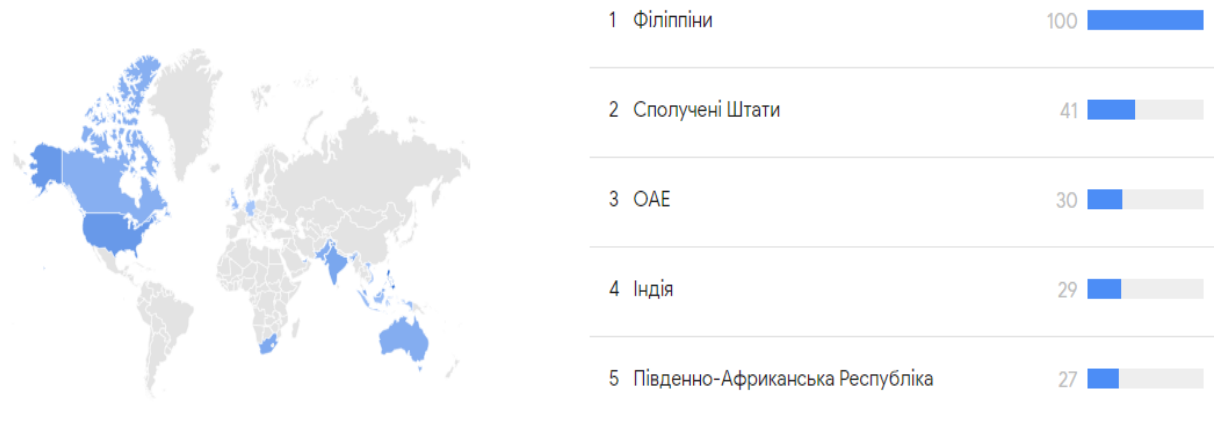 1 Філіппіни 100
2 Сполучені Штати 41
3 ОАЕ 30
4 Індія 29
5 Південно-Африканська Республіка 27